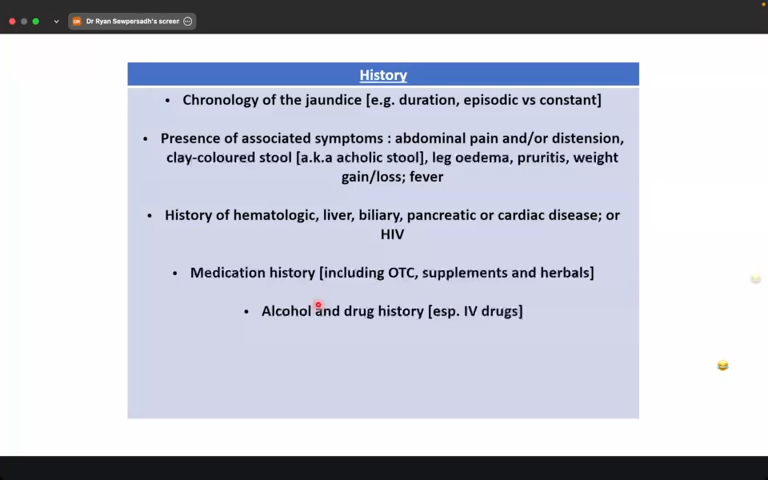 Dr Ryan Sewpersadh's screen
History
• Chronology of the jaundice [e.g. duration, episodic vs constant]
• Presence of associated symptoms : abdominal pain and/or distension,
clay-coloured stool [a.k.a acholic stool], leg oedema, pruritis, weight
gain/loss; fever
• History of hematologic, liver, biliary, pancreatic or cardiac disease; or
HIV
• Medication history [including OTC, supplements and herbals]
• Alcohol and drug history [esp. IV drugs]